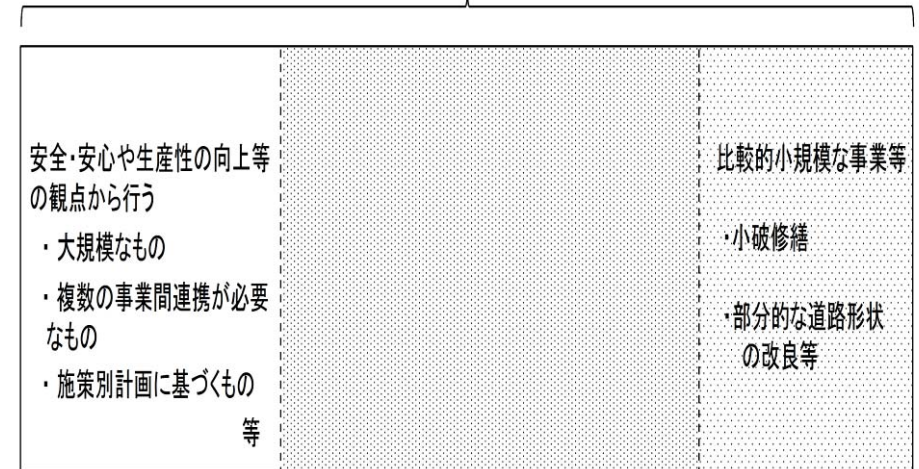 安全・安心や生産性の向上等
の観点から行う
・大規模なもの
・複数の事業間連携が必要
なもの
・施策別計画に基づくもの
等
比較的小規模な事業等
・小破修繕
・部分的な道路形状
の改良等